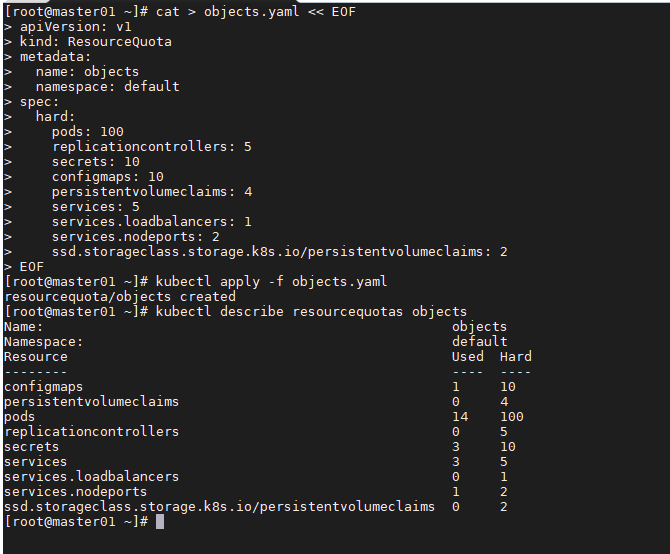 [root@master01 ~]# cat > objects.yaml << EOF
> apiVersion: v1
> kind: ResourceQuota
> metadata:
>   name: objects
>   namespace: default
> spec:
>   hard:
>     pods: 100
>     replicationcontrollers: 5
>     secrets: 10
>     configmaps: 10
>     persistentvolumeclaims: 4
>     services: 5
>     services.loadbalancers: 1
>     services.nodeports: 2
>     ssd.storageclass.storage.k8s.io/persistentvolumeclaims: 2
> EOF
[root@master01 ~]# kubectl apply -f objects.yaml
resourcequota/objects created
[root@master01 ~]# kubectl describe resourcequotas objects
Name:                                                   objects
Namespace:                                              default
Resource                                                Used  Hard
--------                                                ----  ----
configmaps                                              1     10
persistentvolumeclaims                                  0     4
pods                                                    14    100
replicationcontrollers                                  0     5
secrets                                                 3     10
services                                                3     5
services.loadbalancers                                  0     1
services.nodeports                                      1     2
ssd.storageclass.storage.k8s.io/persistentvolumeclaims  0     2
[root@master01 ~]#